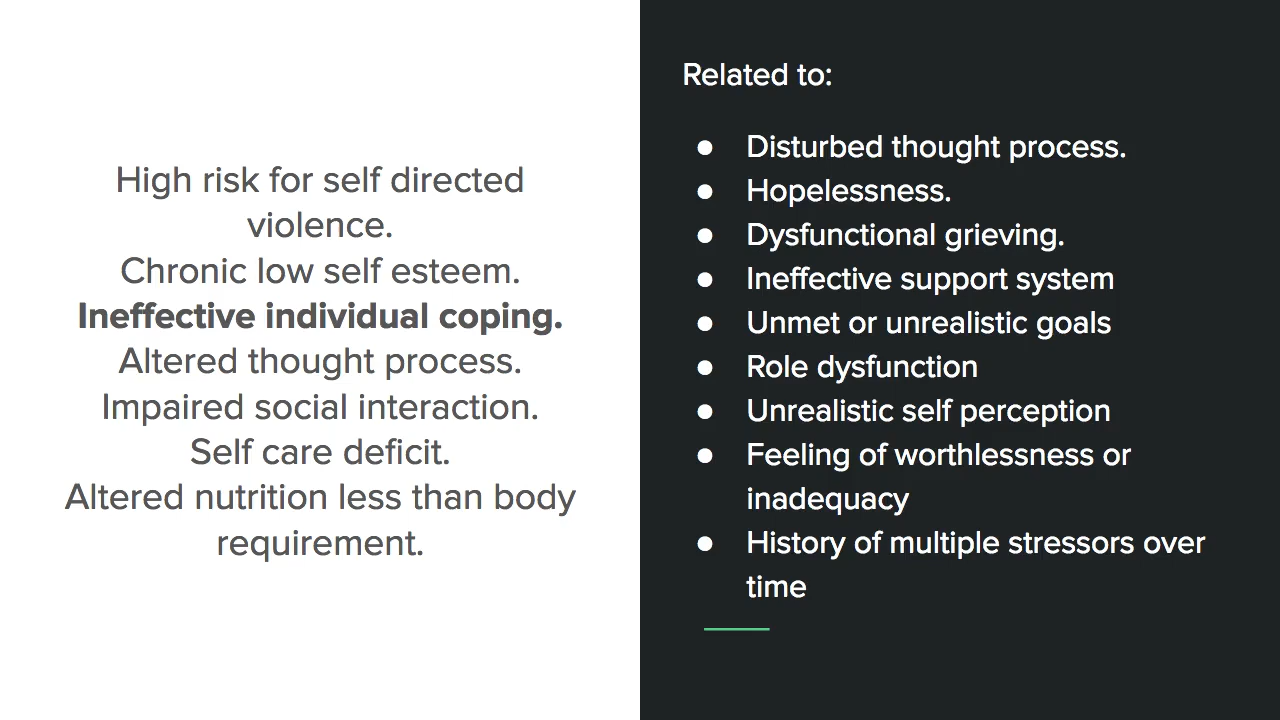 High risk for self directed
violence.
Chronic low self esteem.
Ineffective individual coping.
Altered thought process.
Impaired social interaction.
Self care deficit.
Altered nutrition less than body
requirement.
Related to:
● Disturbed thought process.
● Hopelessness.
● Dysfunctional grieving.
● Ineffective support system
● Unmet or unrealistic goals
● Role dysfunction
● Unrealistic self perception
● Feeling of worthlessness or
inadequacy
● History of multiple stressors over
time